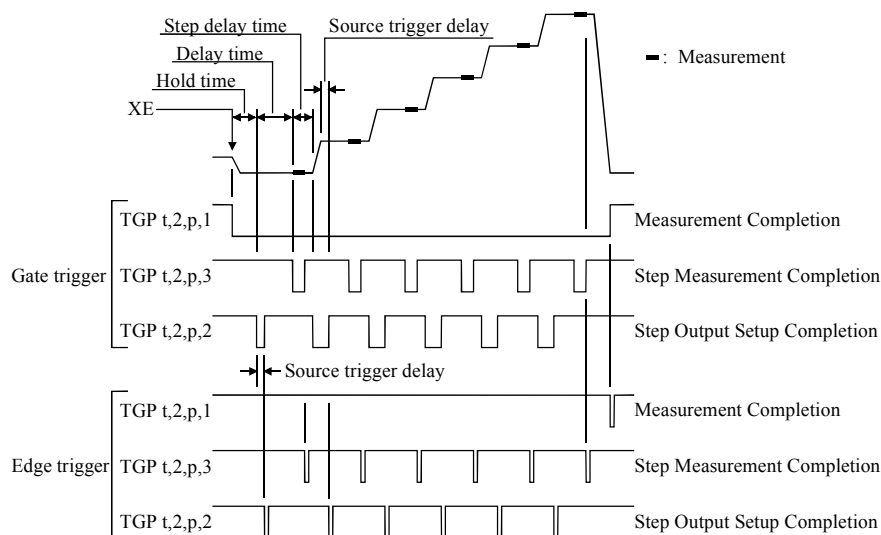 Step delay time
Source trigger delay
Delay time
▬ : Measurement
Hold time
XE
TGP t,2,p,1
Measurement Completion
Gate trigger
TGP t,2,p,3
Step Measurement Completion
TGP t,2,p,2
Step Output Setup Completion
Source trigger delay
TGP t,2,p,1
Measurement Completion
Edge trigger
TGP t,2,p,3
Step Measurement Completion
TGP t,2,p,2
Step Output Setup Completion